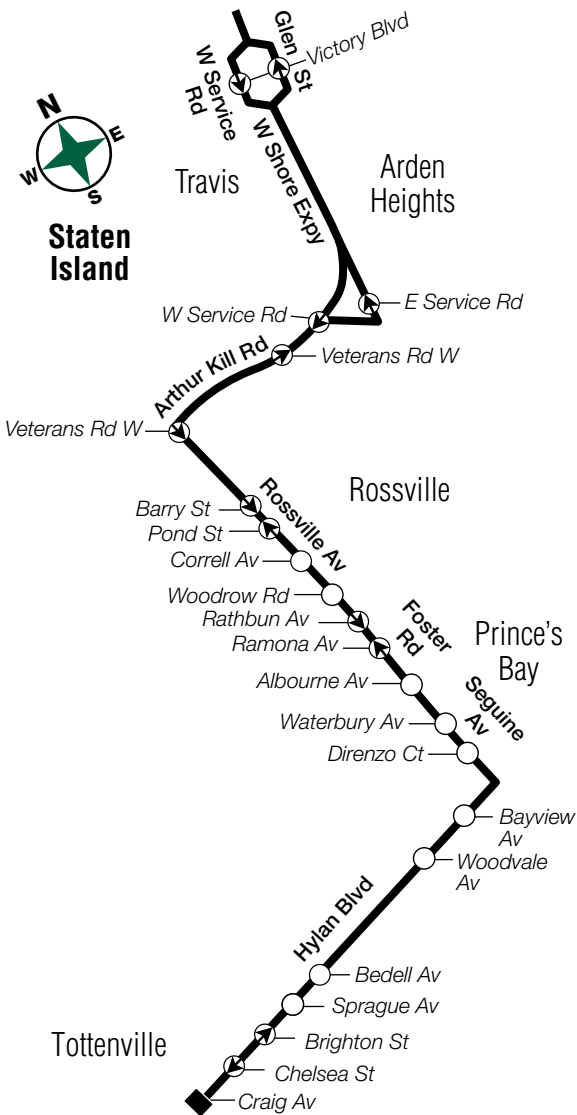 Glen St
Victory Blvd
W Service
Rd
N
E
W
S
Travis
W Shore Expy
Arden
Heights
Staten
Island
W Service Rd
E Service Rd
Arthur Kill Rd
Veterans Rd W
Veterans Rd W
Rossville
Barry St
Rossville Av
Pond St
Correll Av
Woodrow Rd
Rathbun Av
Foster
Rd
Ramona Av
Prince's
Bay
Albourne Av
Seguine
Av
Waterbury Av
Direnzo Ct
Bayview
Av
Woodvale
Av
Hylan Blvd
Bedell Av
Sprague Av
Brighton St
Tottenville
Chelsea St
Craig Av